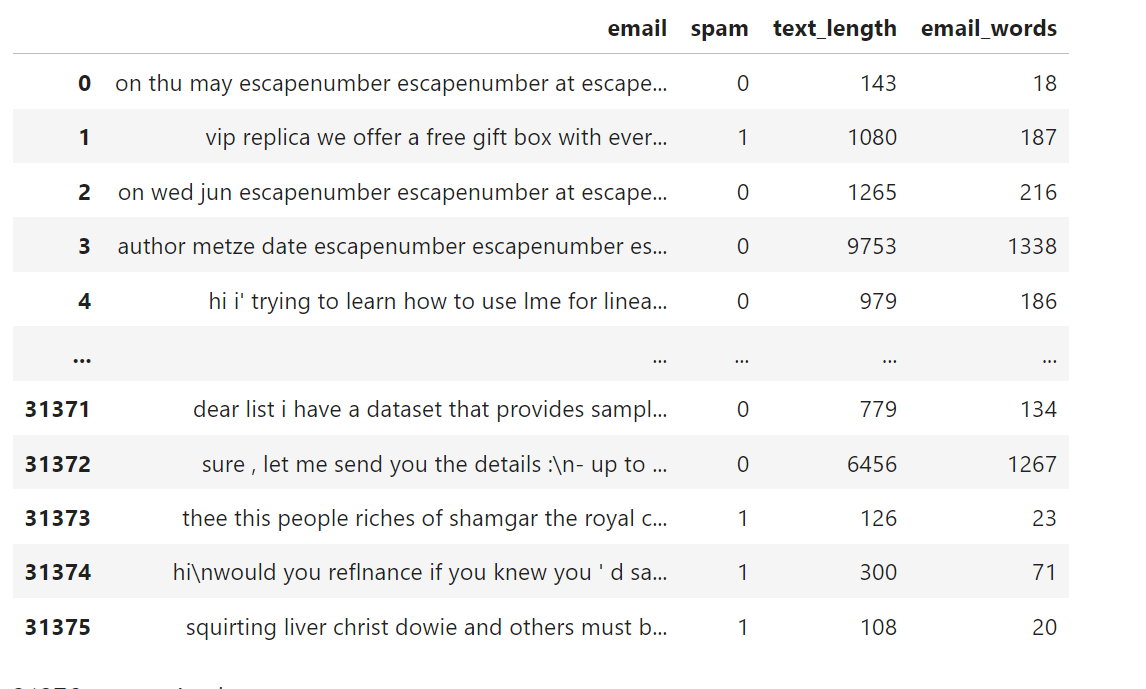 email spam text_length email_words
0 on thu may escapenumber escapenumber at escape... 0 143 18
1 vip replica we offer a free gift box with ever... 1 1080 187
2 on wed jun escapenumber escapenumber at escape... 0 1265 216
3 author metze date escapenumber escapenumber es... 0 9753 1338
4 hi i' trying to learn how to use lme for linea... 0 979 186
... ... ... ... ...
31371 dear list i have a dataset that provides sampl... 0 779 134
31372 sure , let me send you the details :\n- up to ... 0 6456 1267
31373 thee this people riches of shamgar the royal c... 1 126 23
31374 hi\nwould you reflnance if you knew you ' d sa... 1 300 71
31375 squirting liver christ dowie and others must b... 1 108 20